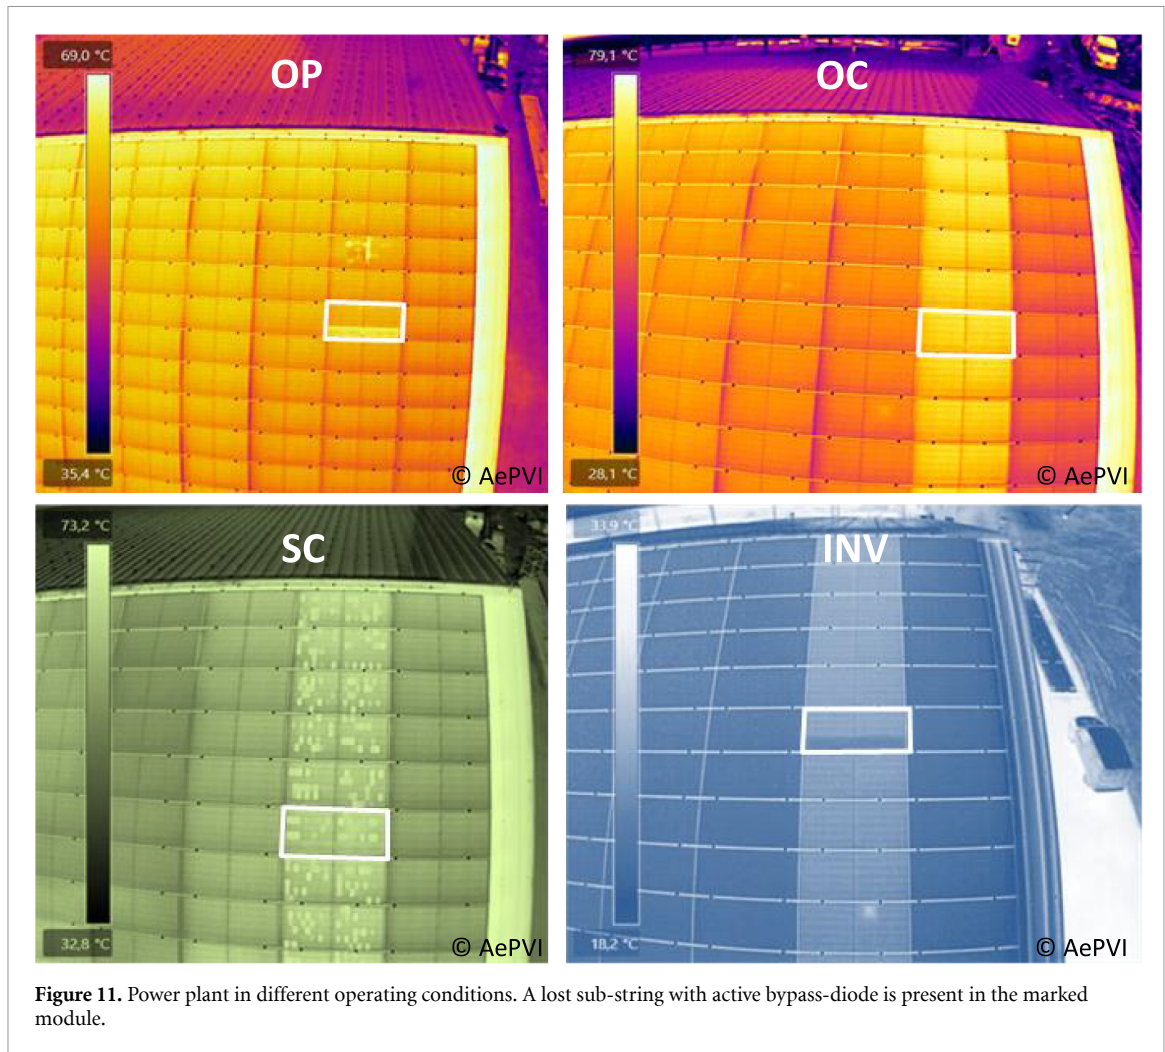 69,0 °C
OP
35,4 °C
© AePVI
79,1 °C
OC
28,1 °C
© AePVI
73,2 °C
SC
32,8 °C
© AePVI
33,9 °C
INV
18,2 °C
© AePVI
Figure 11. Power plant in different operating conditions. A lost sub-string with active bypass-diode is present in the marked
module.